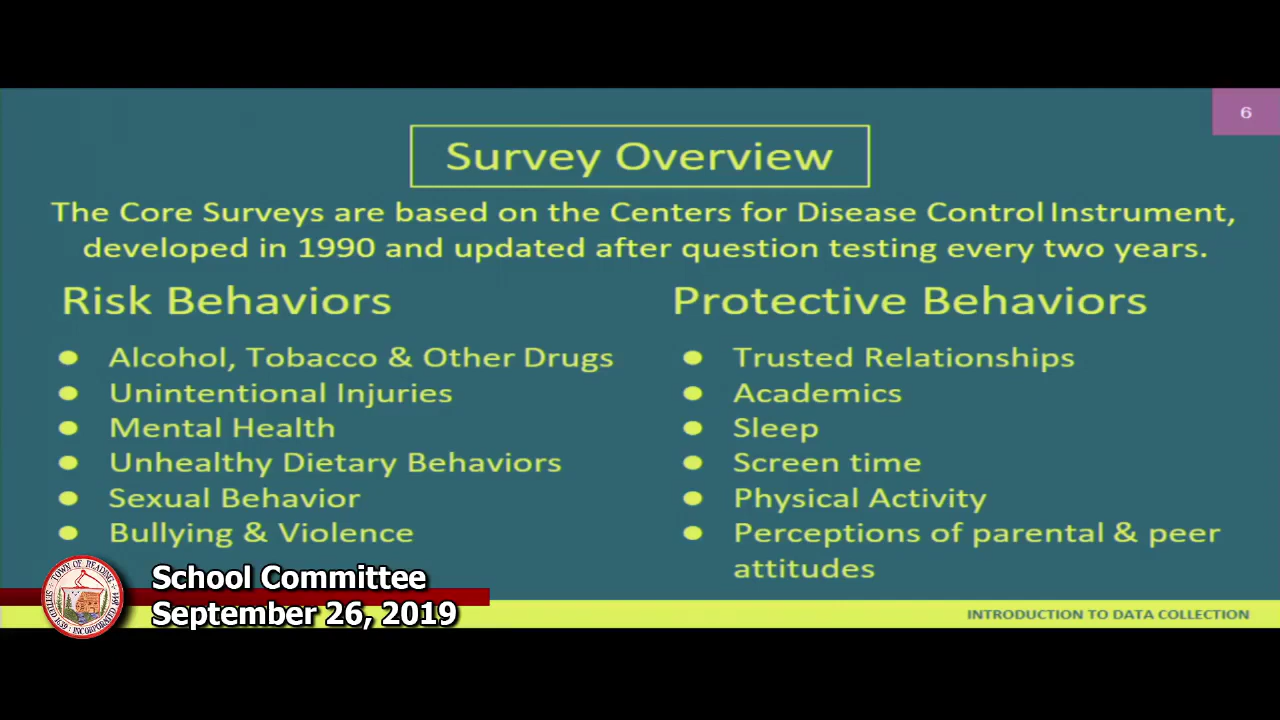 6
Survey Overview
The Core Surveys are based on the Centers for Disease Control Instrument,
developed in 1990 and updated after question testing every two years.
Risk Behaviors
● Alcohol, Tobacco & Other Drugs
● Unintentional Injuries
● Mental Health
● Unhealthy Dietary Behaviors
● Sexual Behavior
● Bullying & Violence
Protective Behaviors
● Trusted Relationships
● Academics
● Sleep
● Screen time
● Physical Activity
● Perceptions of parental & peer
attitudes
TOWN OF READING
School Committee
September 26, 2019
INTRODUCTION TO DATA COLLECTION